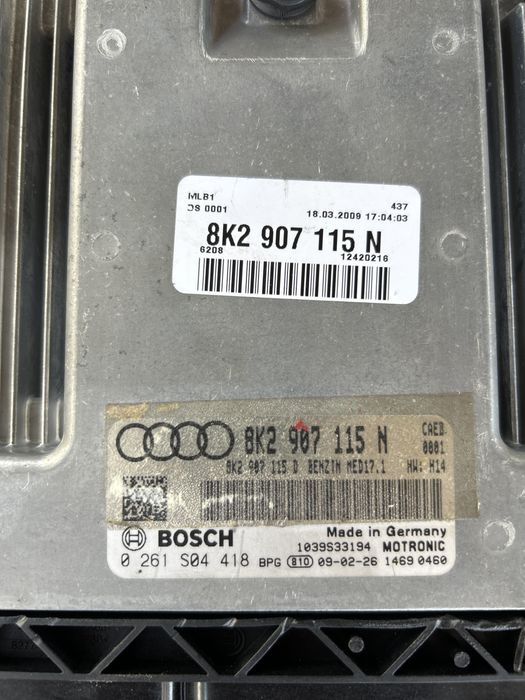 MLB1 437
DS 0001 18.03.2009 17:04:03
8K2 907 115 N
6208 12420216
8K2 907 115 N CAEB
0001
8K2 907 115 D BENZIN MED17.1 HW: H14
BOSCH Made in Germany
1039S33194 MOTRONIC
0 261 S04 418 BPG 810 09-02-26 1469 0460